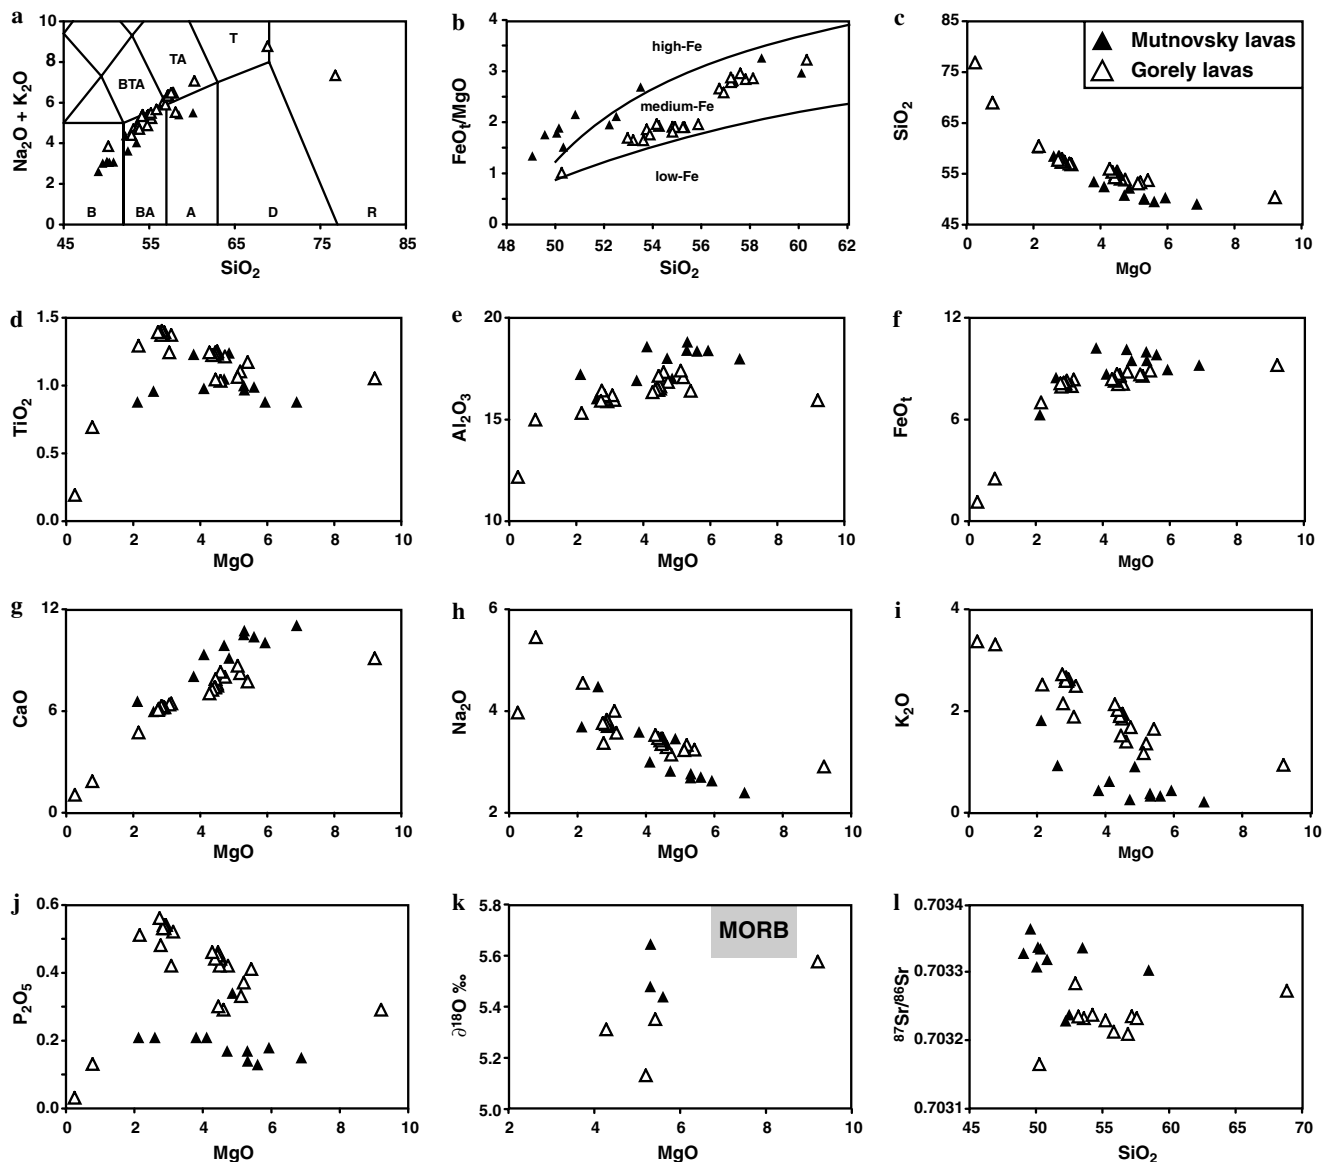 a
Na2O + K2O
10
8
6
4
2
0
T
TA
BTA
B
BA
A
D
R
45
55
65
75
85
SiO2
b
FeOt/MgO
4
3
2
1
0
high-Fe
medium-Fe
low-Fe
48
50
52
54
56
58
60
62
SiO2
c
SiO2
85
75
65
55
45
Mutnovsky lavas
Gorely lavas
0
2
4
6
8
10
MgO
d
TiO2
1.5
1.0
0.5
0.0
0
2
4
6
8
10
MgO
e
Al2O3
20
15
10
0
2
4
6
8
10
MgO
f
FeOt
12
6
0
0
2
4
6
8
10
MgO
g
CaO
12
6
0
0
2
4
6
8
10
MgO
h
Na2O
6
4
2
0
2
4
6
8
10
MgO
i
K2O
4
2
0
0
2
4
6
8
10
MgO
j
P2O5
0.6
0.4
0.2
0.0
0
2
4
6
8
10
MgO
k
∂18O ‰
5.8
5.6
5.4
5.2
5.0
MORB
2
4
6
8
10
MgO
l
87Sr/86Sr
0.7034
0.7033
0.7032
0.7031
45
50
55
60
65
70
SiO2